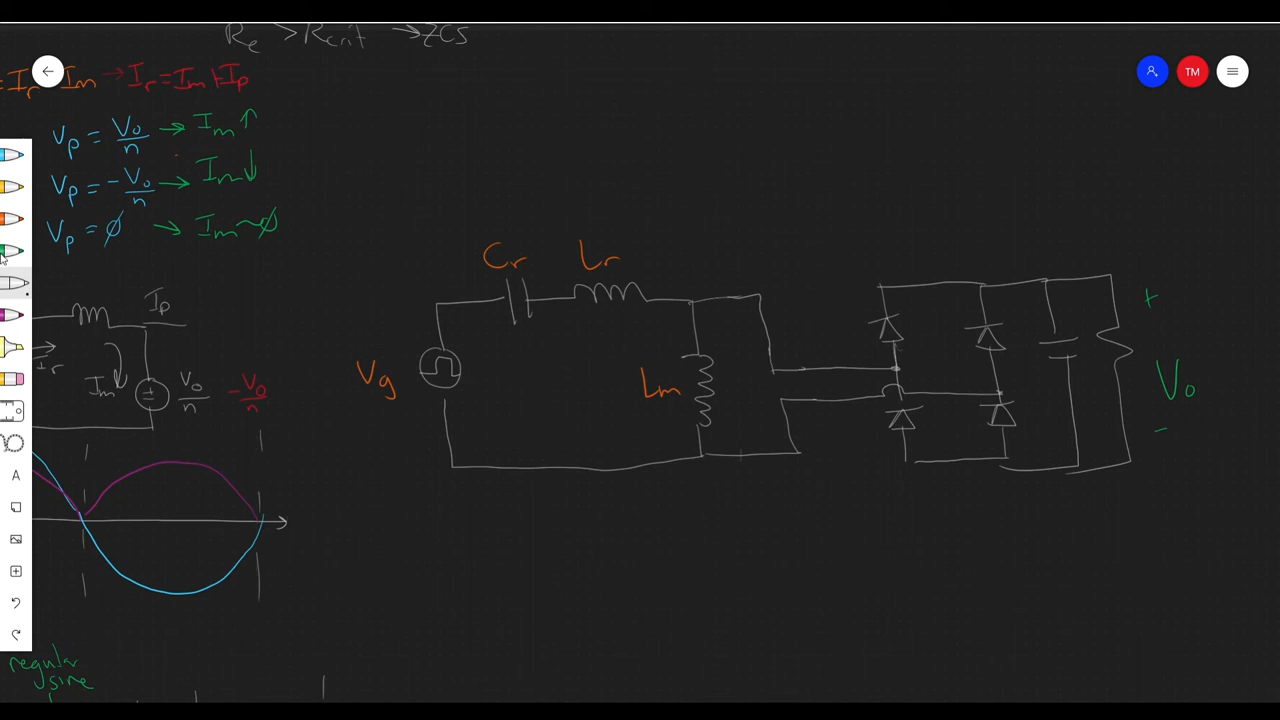 Re > Rcrit → ZCS
= Ir Im → Ir = Im + Ip
Vp = Vo/n → Im ↑
Vp = -Vo/n → Im ↓
Vp = ∅ → Im ~ ∅
Ip
Ir
Im
Vo/n
-Vo/n
regular
sine
Cr
Lr
Vg
Lm
+
Vo
-
TM
A